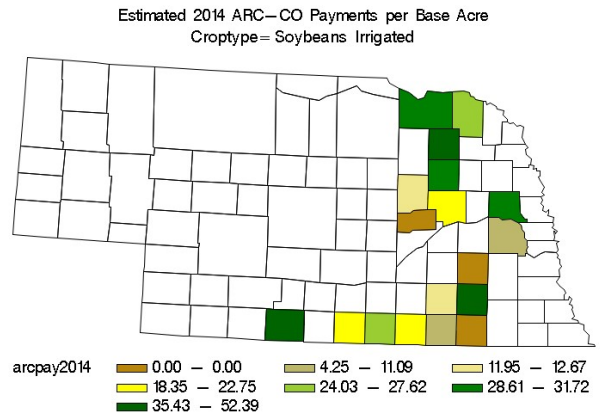 Estimated 2014 ARC-CO Payments per Base Acre
Croptype= Soybeans Irrigated
arcpay2014 0.00 - 0.00 4.25 - 11.09 11.95 - 12.67
18.35 - 22.75 24.03 - 27.62 28.61 - 31.72
35.43 - 52.39